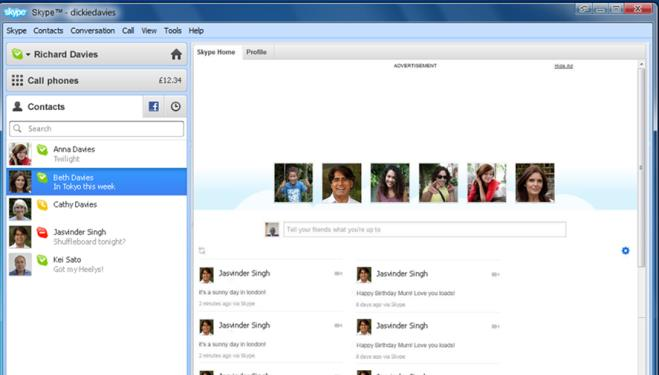 skype Skype™ - dickiedavies
Skype Contacts Conversation Call View Tools Help
Richard Davies
Call phones £12.34
Contacts
Search
Anna Davies
Twilight
Beth Davies
In Tokyo this week
Cathy Davies
Jasvinder Singh
Shuffleboard tonight?
Kei Sato
Got my Heelys!
Skype Home Profile
ADVERTISEMENT Hide Ad
Tell your friends what you're up to
Jasvinder Singh
It's a sunny day in london!
2 minutes ago via Skype
Jasvinder Singh
Happy Birthday Mum! Love you loads!
8 days ago via Skype
Jasvinder Singh
It's a sunny day in london!
2 minutes ago via Skype
Jasvinder Singh
Happy Birthday Mum! Love you loads!
8 days ago via Skype